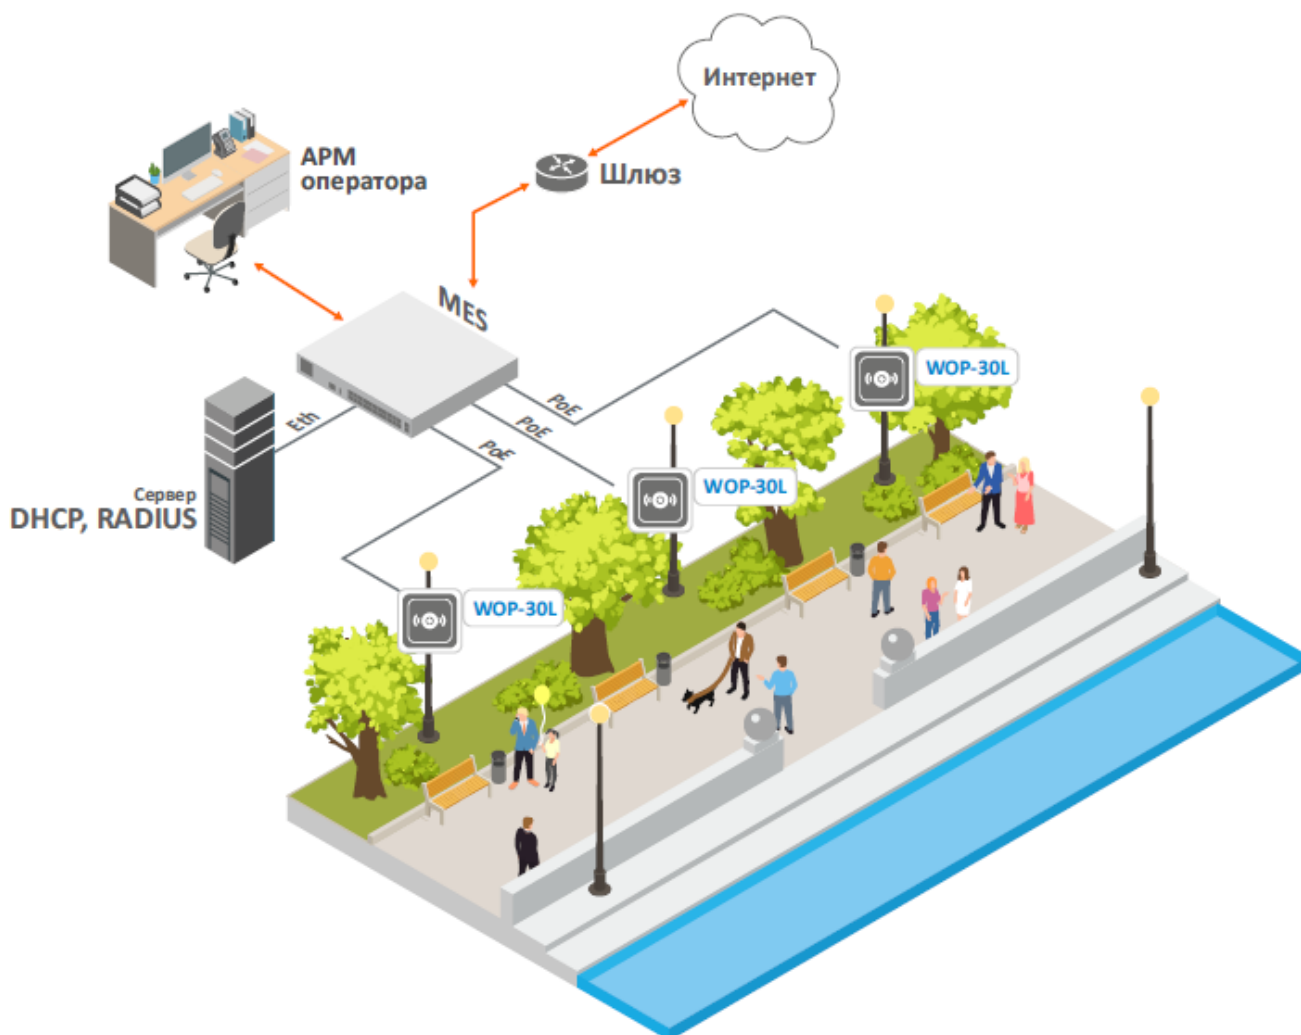 Интернет
АРМ
оператора
Шлюз
MES
WOP-30L
PoE
PoE
Eth
PoE
WOP-30L
Сервер
DHCP, RADIUS
WOP-30L